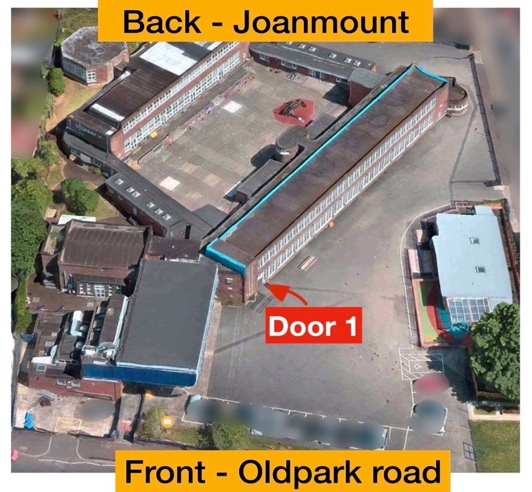 Back - Joanmount
Door 1
Front - Oldpark road